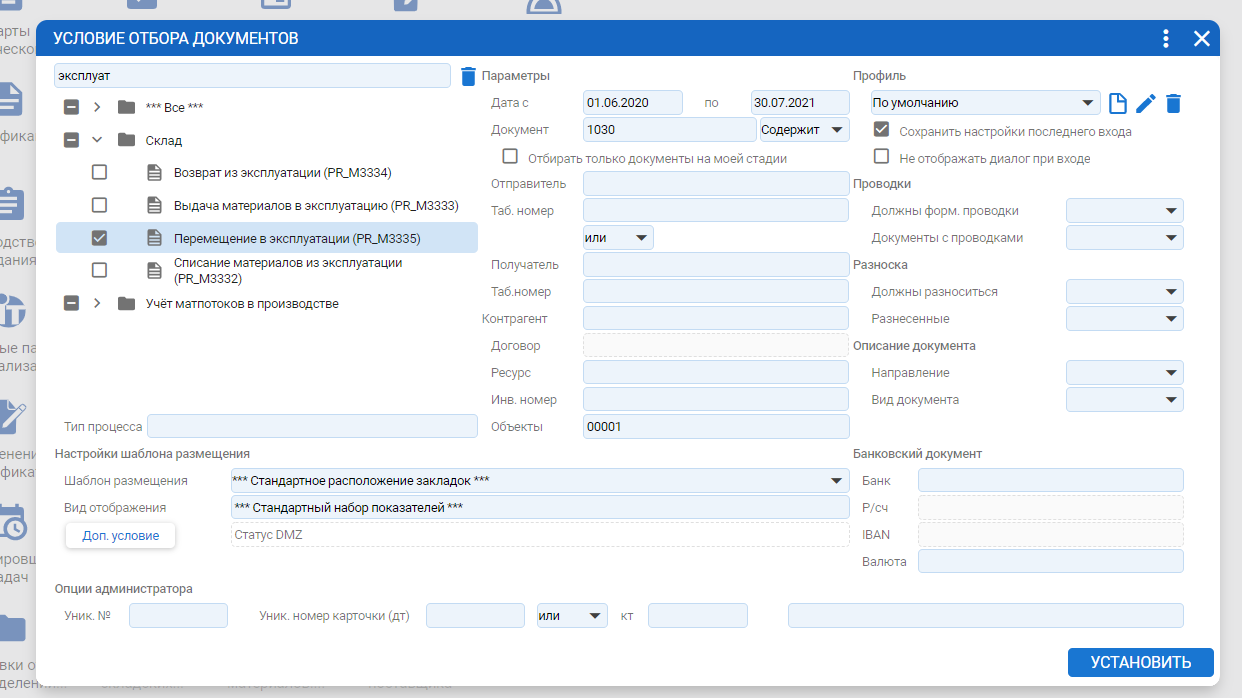 УСЛОВИЕ ОТБОРА ДОКУМЕНТОВ
эксплуат
*** Все ***
Склад
Возврат из эксплуатации (PR_M3334)
Выдача материалов в эксплуатацию (PR_M3333)
Перемещение в эксплуатации (PR_M3335)
Списание материалов из эксплуатации
(PR_M3332)
Учёт матпотоков в производстве
Тип процесса
Параметры
Дата с 01.06.2020 по 30.07.2021
Документ 1030 Содержит
Отбирать только документы на моей стадии
Отправитель
Таб. номер
или
Получатель
Таб.номер
Контрагент
Договор
Ресурс
Инв. номер
Объекты 00001
Профиль
По умолчанию
Сохранить настройки последнего входа
Не отображать диалог при входе
Проводки
Должны форм. проводки
Документы с проводками
Разноска
Должны разноситься
Разнесенные
Описание документа
Направление
Вид документа
Настройки шаблона размещения
Шаблон размещения *** Стандартное расположение закладок ***
Вид отображения *** Стандартный набор показателей ***
Доп. условие Статус DMZ
Банковский документ
Банк
Р/сч
IBAN
Валюта
Опции администратора
Уник. № Уник. номер карточки (дт) или кт
УСТАНОВИТЬ